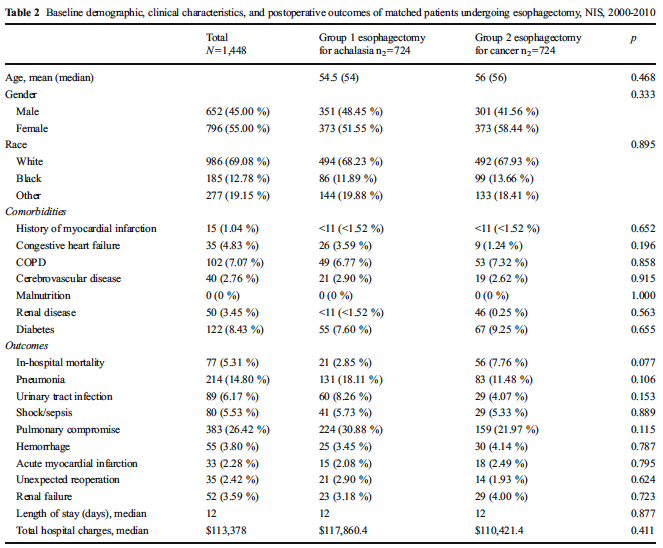 Table 2 Baseline demographic, clinical characteristics, and postoperative outcomes of matched patients undergoing esophagectomy, NIS, 2000-2010
Total N=1,448 Group 1 esophagectomy for achalasia n₂=724 Group 2 esophagectomy for cancer n₂=724 p
Age, mean (median) 54.5 (54) 56 (56) 0.468
Gender 0.333
Male 652 (45.00 %) 351 (48.45 %) 301 (41.56 %)
Female 796 (55.00 %) 373 (51.55 %) 373 (58.44 %)
Race 0.895
White 986 (69.08 %) 494 (68.23 %) 492 (67.93 %)
Black 185 (12.78 %) 86 (11.89 %) 99 (13.66 %)
Other 277 (19.15 %) 144 (19.88 %) 133 (18.41 %)
Comorbidities
History of myocardial infarction 15 (1.04 %) <11 (<1.52 %) <11 (<1.52 %) 0.652
Congestive heart failure 35 (4.83 %) 26 (3.59 %) 9 (1.24 %) 0.196
COPD 102 (7.07 %) 49 (6.77 %) 53 (7.32 %) 0.858
Cerebrovascular disease 40 (2.76 %) 21 (2.90 %) 19 (2.62 %) 0.915
Malnutrition 0 (0 %) 0 (0 %) 0 (0 %) 1.000
Renal disease 50 (3.45 %) <11 (<1.52 %) 46 (0.25 %) 0.563
Diabetes 122 (8.43 %) 55 (7.60 %) 67 (9.25 %) 0.655
Outcomes
In-hospital mortality 77 (5.31 %) 21 (2.85 %) 56 (7.76 %) 0.077
Pneumonia 214 (14.80 %) 131 (18.11 %) 83 (11.48 %) 0.106
Urinary tract infection 89 (6.17 %) 60 (8.26 %) 29 (4.07 %) 0.153
Shock/sepsis 80 (5.53 %) 41 (5.73 %) 29 (5.33 %) 0.889
Pulmonary compromise 383 (26.42 %) 224 (30.88 %) 159 (21.97 %) 0.115
Hemorrhage 55 (3.80 %) 25 (3.45 %) 30 (4.14 %) 0.787
Acute myocardial infarction 33 (2.28 %) 15 (2.08 %) 18 (2.49 %) 0.795
Unexpected reoperation 35 (2.42 %) 21 (2.90 %) 14 (1.93 %) 0.624
Renal failure 52 (3.59 %) 23 (3.18 %) 29 (4.00 %) 0.723
Length of stay (days), median 12 12 12 0.877
Total hospital charges, median $113,378 $117,860.4 $110,421.4 0.411